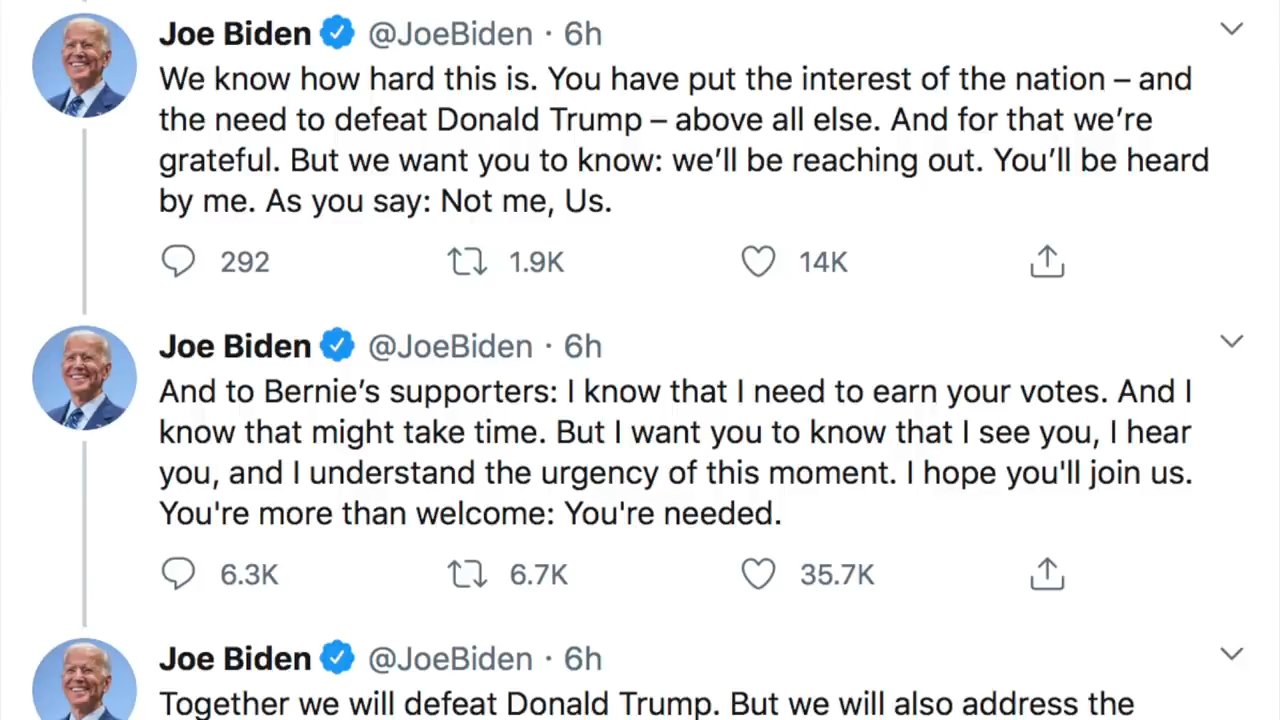 Joe Biden @JoeBiden · 6h
We know how hard this is. You have put the interest of the nation – and
the need to defeat Donald Trump – above all else. And for that we’re
grateful. But we want you to know: we’ll be reaching out. You’ll be heard
by me. As you say: Not me, Us.
292 1.9K 14K
Joe Biden @JoeBiden · 6h
And to Bernie’s supporters: I know that I need to earn your votes. And I
know that might take time. But I want you to know that I see you, I hear
you, and I understand the urgency of this moment. I hope you'll join us.
You're more than welcome: You're needed.
6.3K 6.7K 35.7K
Joe Biden @JoeBiden · 6h
Together we will defeat Donald Trump. But we will also address the